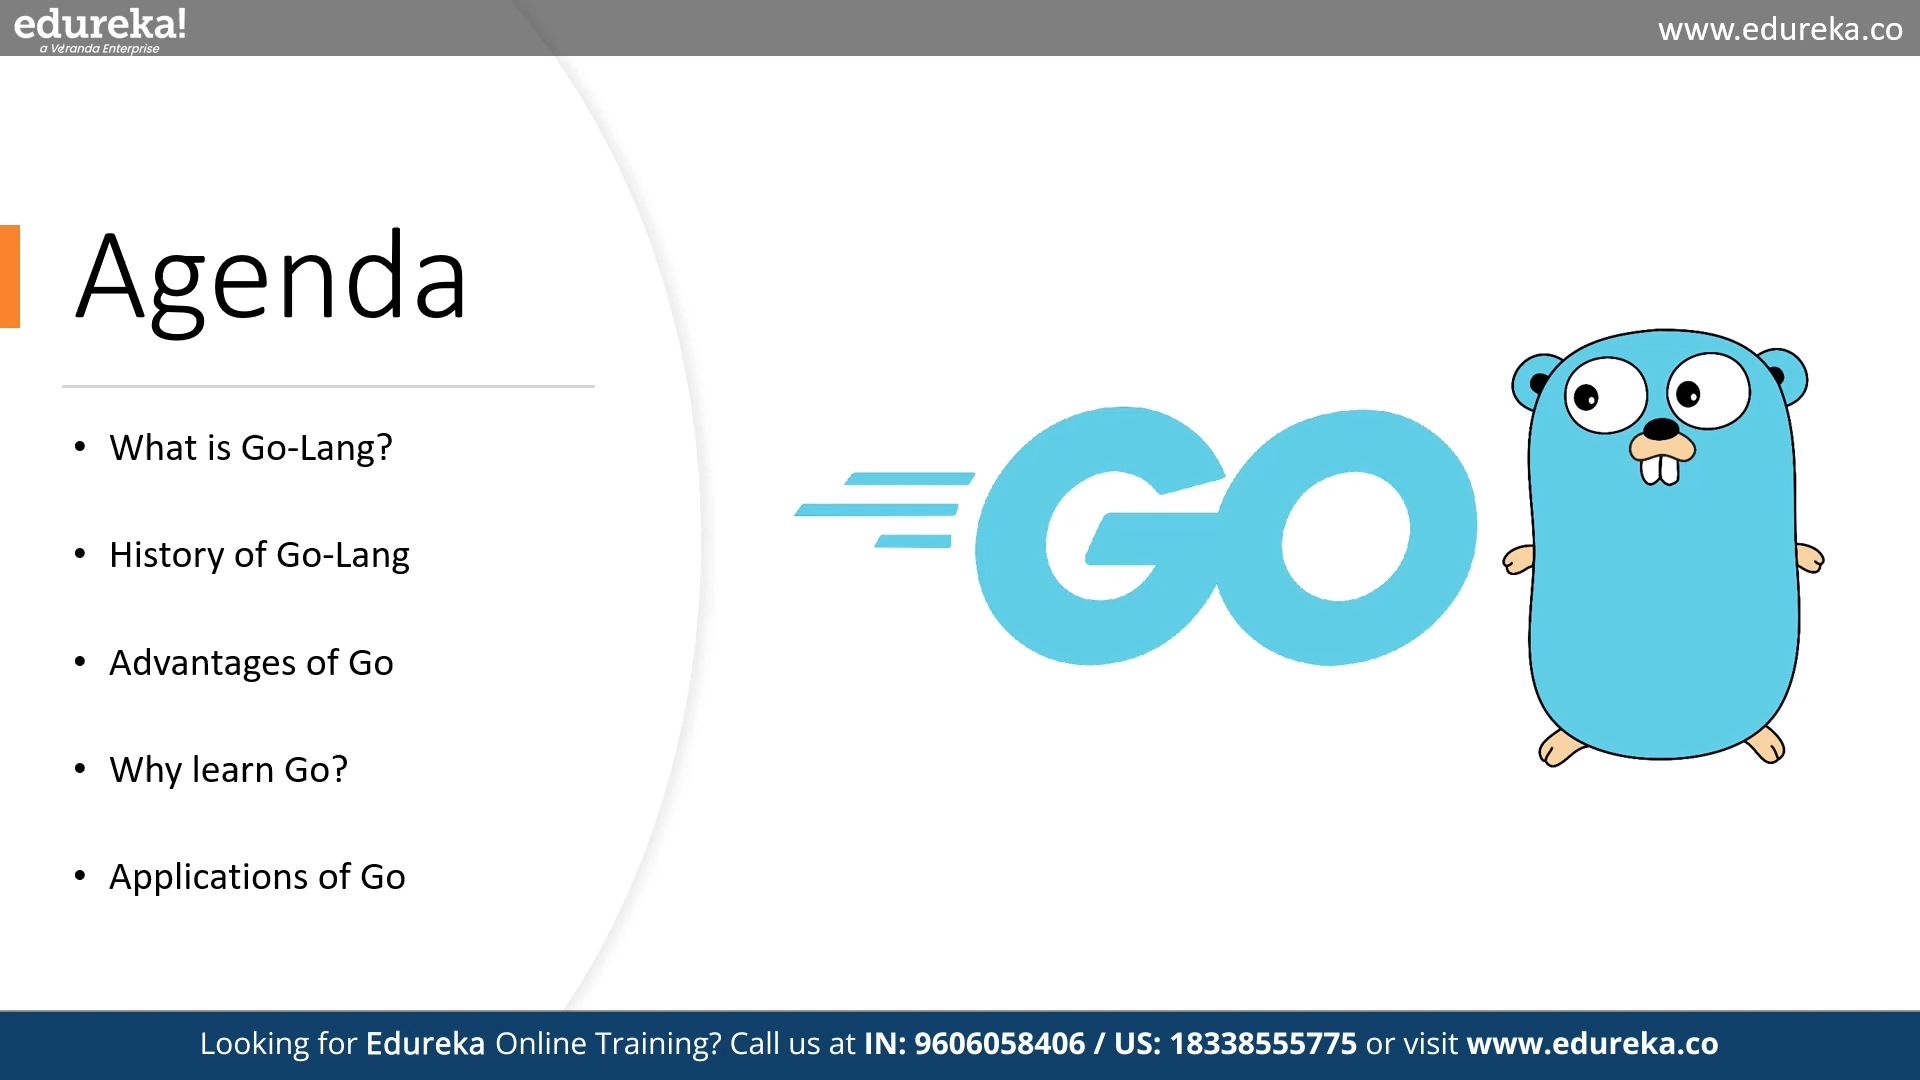 edureka!
a Veranda Enterprise
www.edureka.co
Agenda
• What is Go-Lang?
• History of Go-Lang
• Advantages of Go
• Why learn Go?
• Applications of Go
GO
Looking for Edureka Online Training? Call us at IN: 9606058406 / US: 18338555775 or visit www.edureka.co